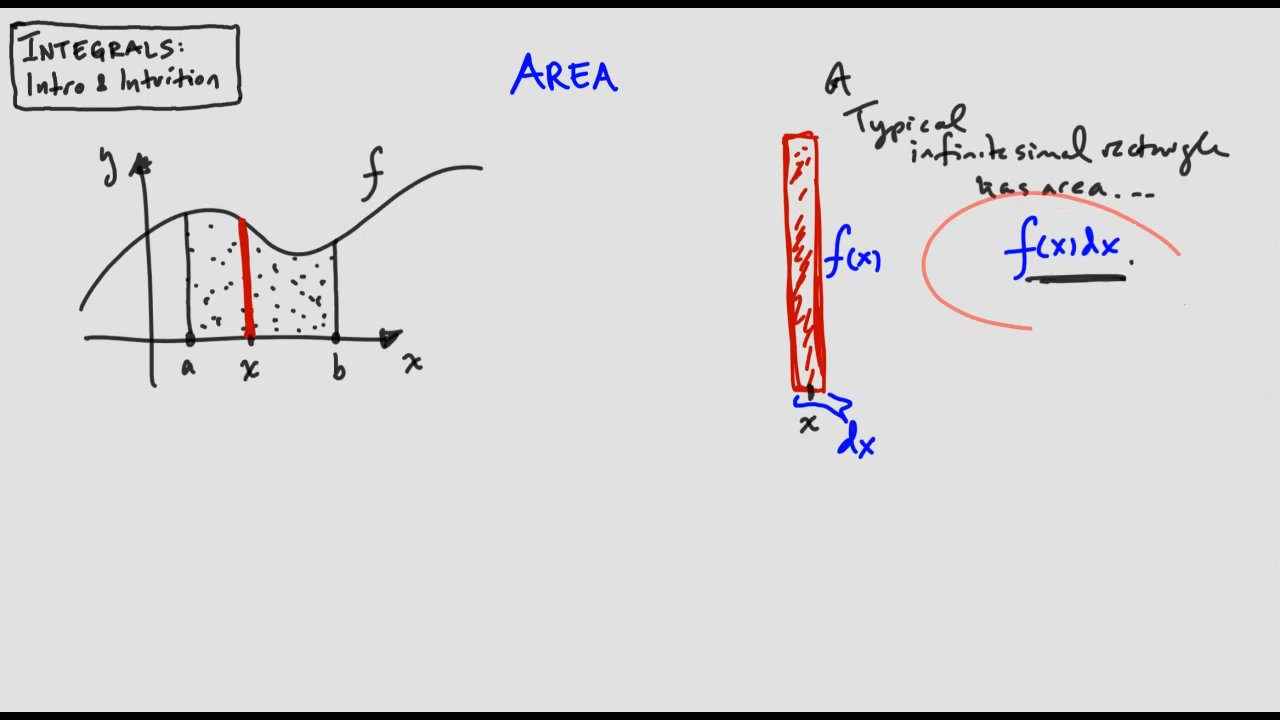 INTEGRALS:
Intro & Intuition
AREA
A
Typical
infinitesimal rectangle
has area....
f(x)dx.
y
f
f(x)
a
x
b
x
x
dx